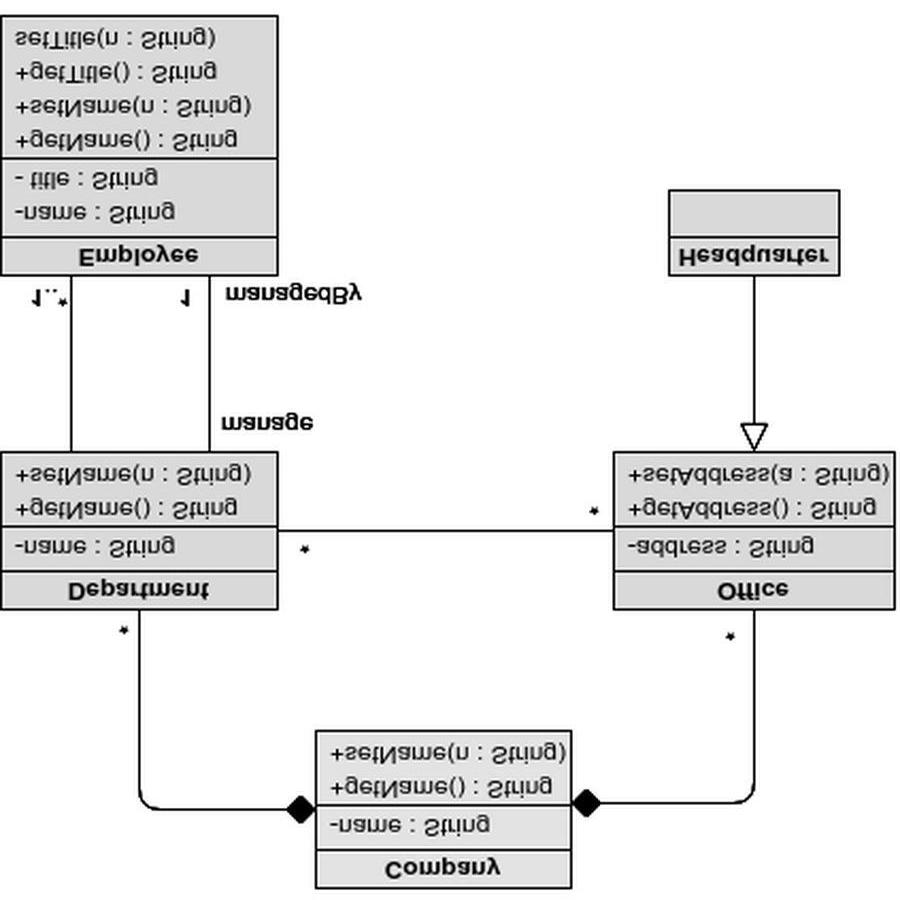 Company
-name : String
+getName() : String
+setName(n : String)
*
*
Department
-name : String
+getName() : String
+setName(n : String)
*
*
Office
-address : String
+getAddress() : String
+setAddress(a : String)
manage
1..*
1
managedBy
Employee
-name : String
- title : String
+getName() : String
+setName(n : String)
+getTitle() : String
setTitle(n : String)
Headquarter